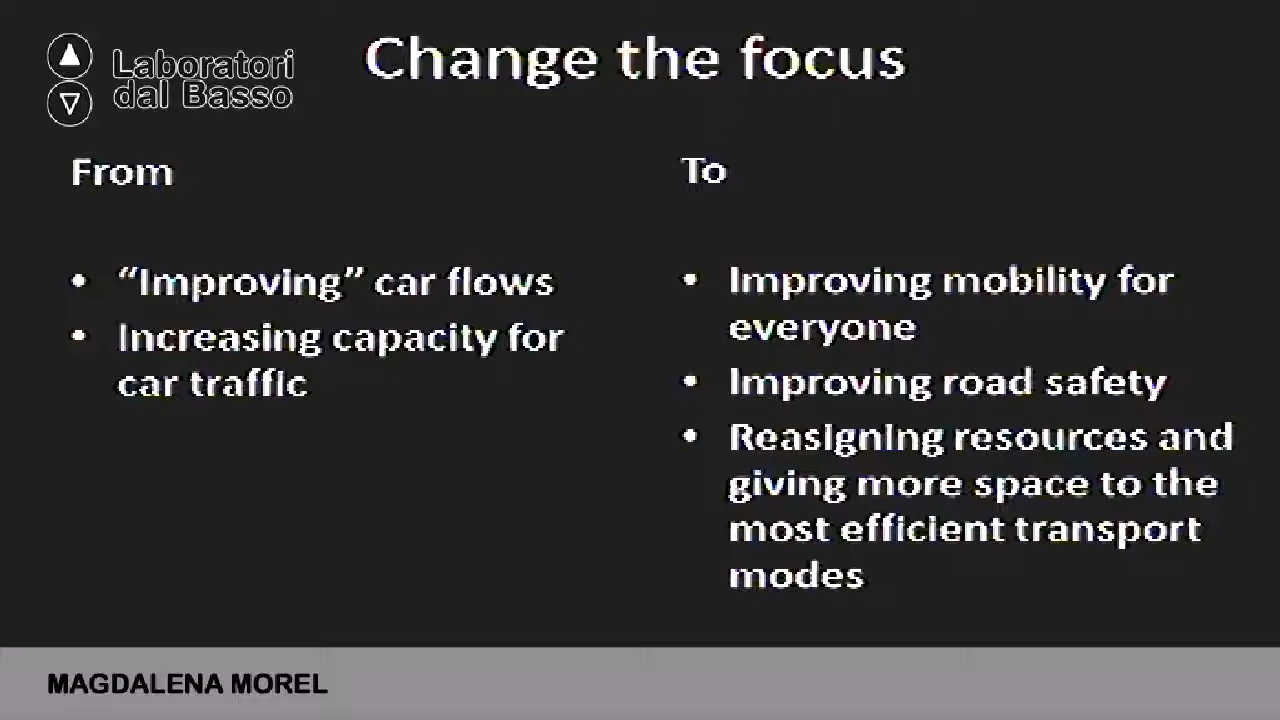 Laboratori
dal Basso
Change the focus
From
• “Improving” car flows
• Increasing capacity for
car traffic
To
• Improving mobility for
everyone
• Improving road safety
• Reasigning resources and
giving more space to the
most efficient transport
modes
MAGDALENA MOREL